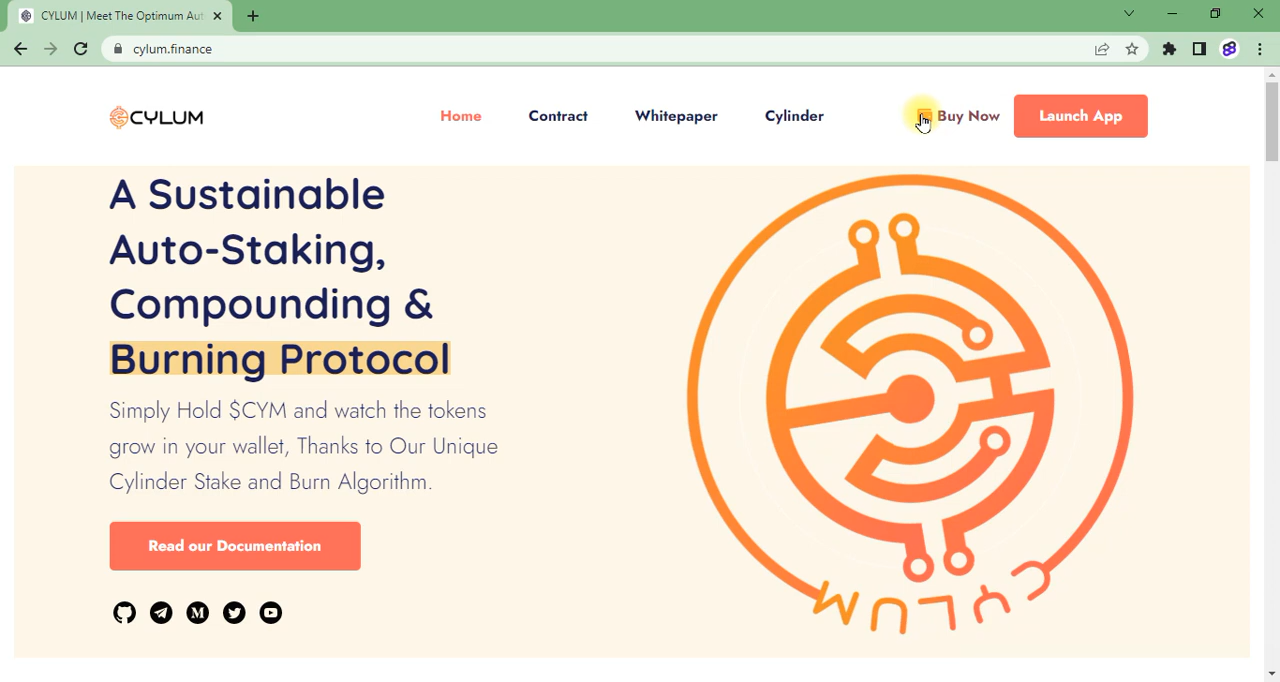 CYLUM | Meet The Optimum Aut
cylum.finance
CYLUM
Home
Contract
Whitepaper
Cylinder
Buy Now
Launch App
A Sustainable
Auto-Staking,
Compounding &
Burning Protocol
Simply Hold $CYM and watch the tokens
grow in your wallet, Thanks to Our Unique
Cylinder Stake and Burn Algorithm.
Read our Documentation
M
CYLUM